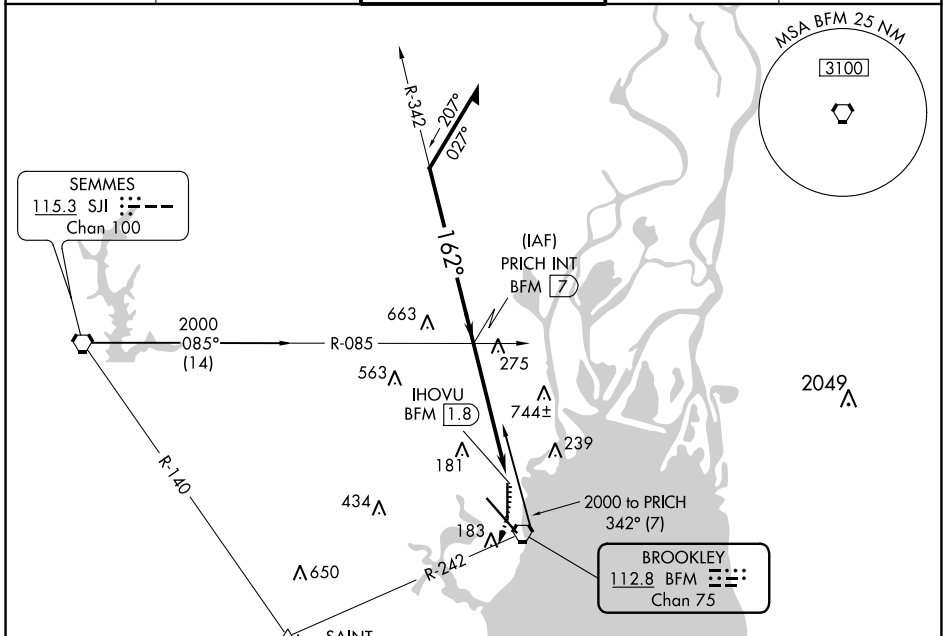 MSA BFM 25 NM
3100
R-342
207°
027°
SEMMES
115.3 SJI
Chan 100
162°
(IAF)
PRICH INT
BFM 7
2000
085°
(14)
R-085
663
275
563
IHOVU
BFM 1.8
744±
2049
181
239
R-140
434
2000 to PRICH
342° (7)
183
R-242
BROOKLEY
112.8 BFM
Chan 75
650
SAINT